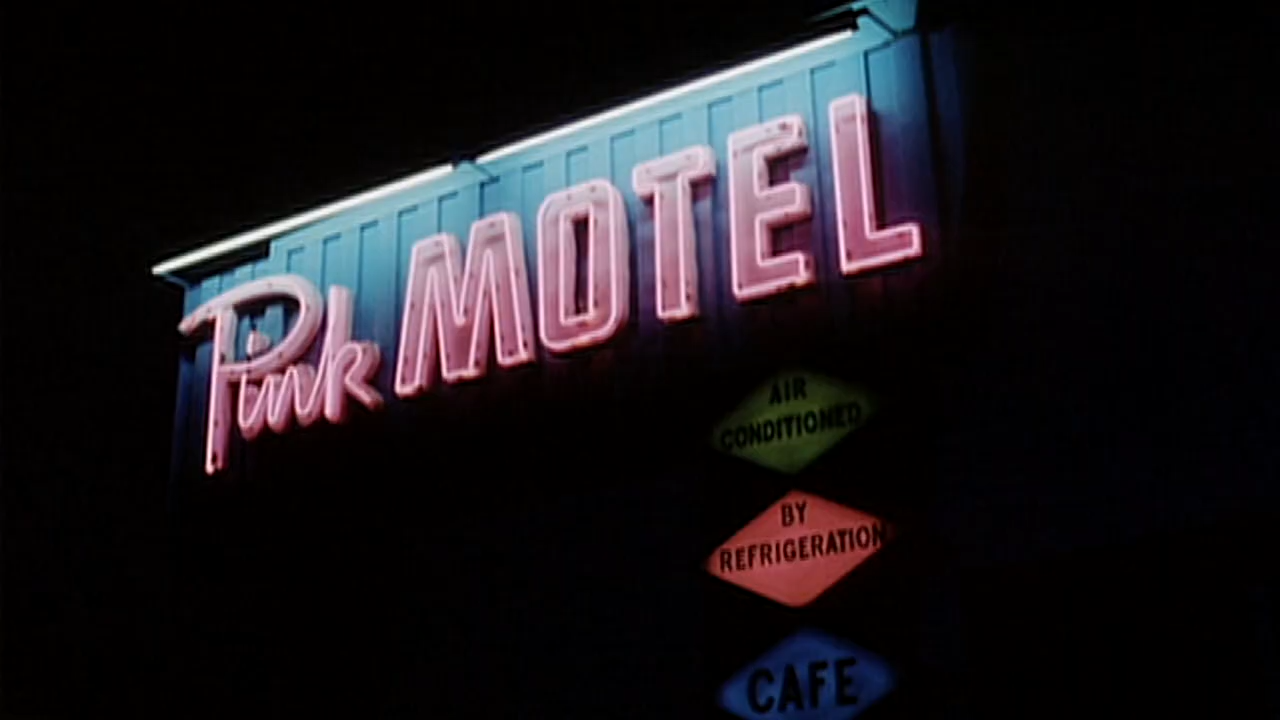 Pink MOTEL
AIR
CONDITIONED
BY
REFRIGERATION
CAFE